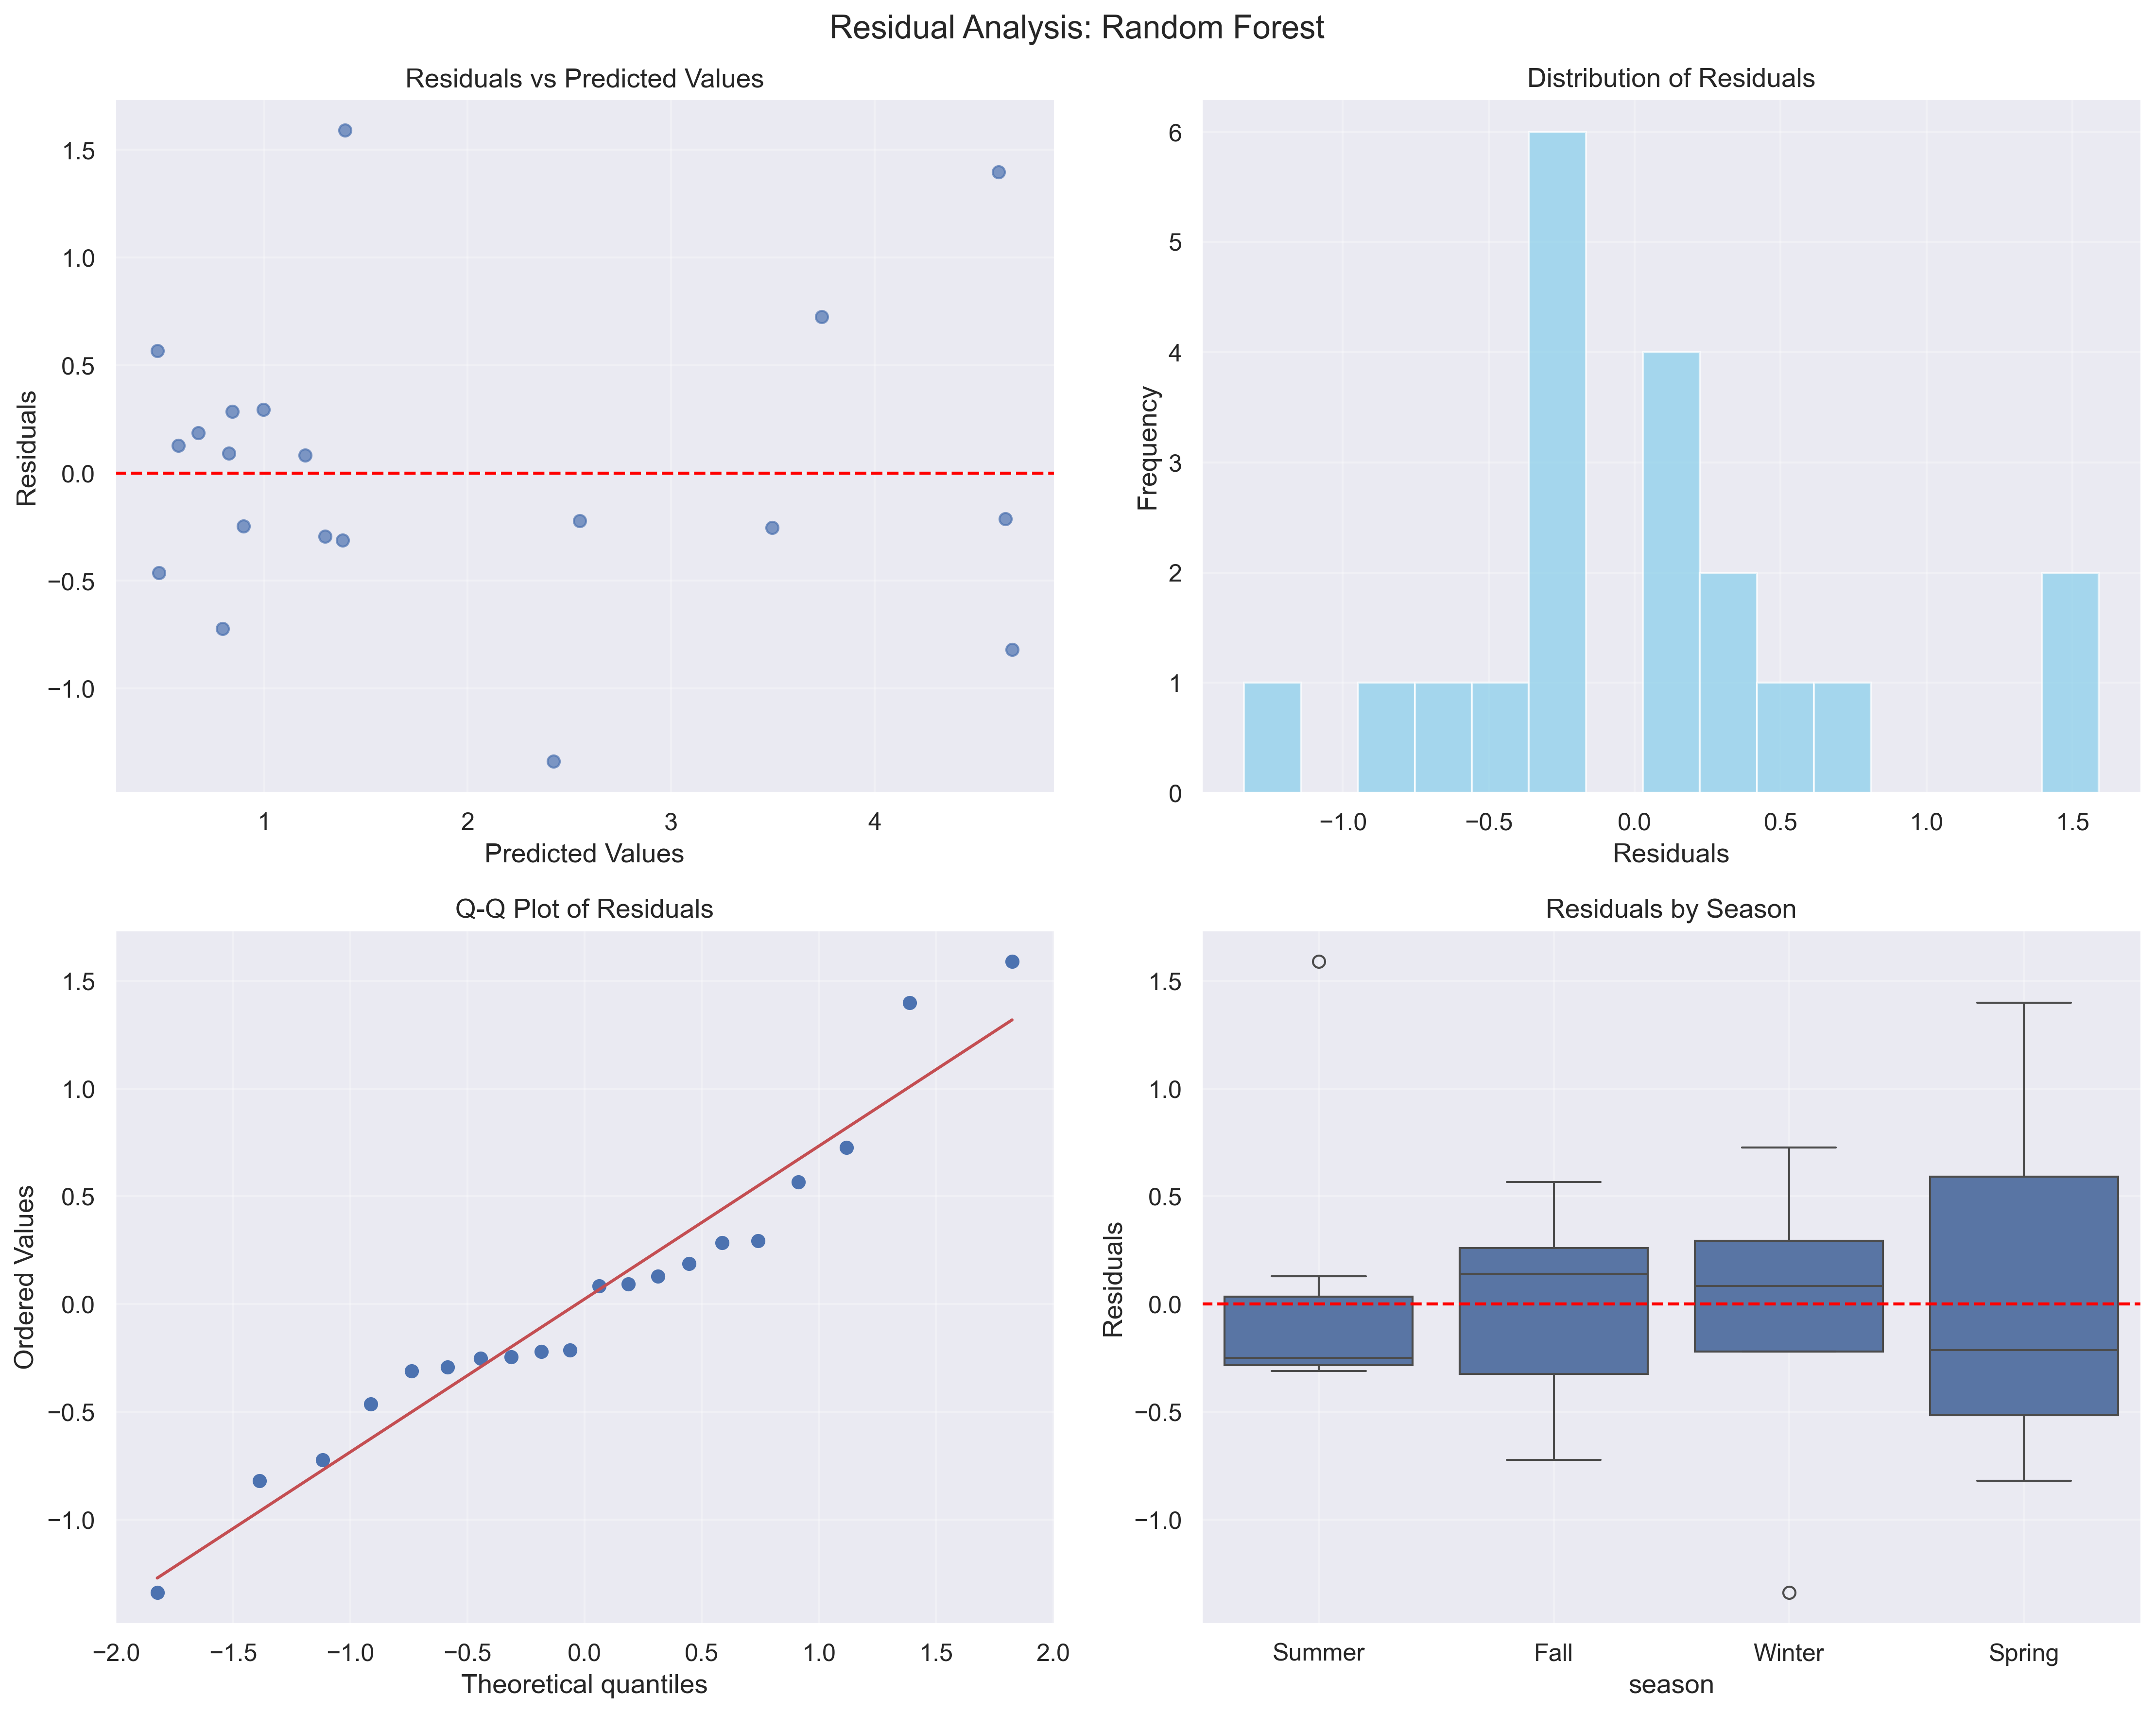 Residual Analysis: Random Forest
Residuals vs Predicted Values
1.5
1.0
0.5
0.0
−0.5
−1.0
Residuals
1
2
3
4
Predicted Values
Distribution of Residuals
6
5
4
3
2
1
0
Frequency
−1.0
−0.5
0.0
0.5
1.0
1.5
Residuals
Q-Q Plot of Residuals
1.5
1.0
0.5
0.0
−0.5
−1.0
Ordered Values
−2.0
−1.5
−1.0
−0.5
0.0
0.5
1.0
1.5
2.0
Theoretical quantiles
Residuals by Season
1.5
1.0
0.5
0.0
−0.5
−1.0
Residuals
Summer
Fall
Winter
Spring
season